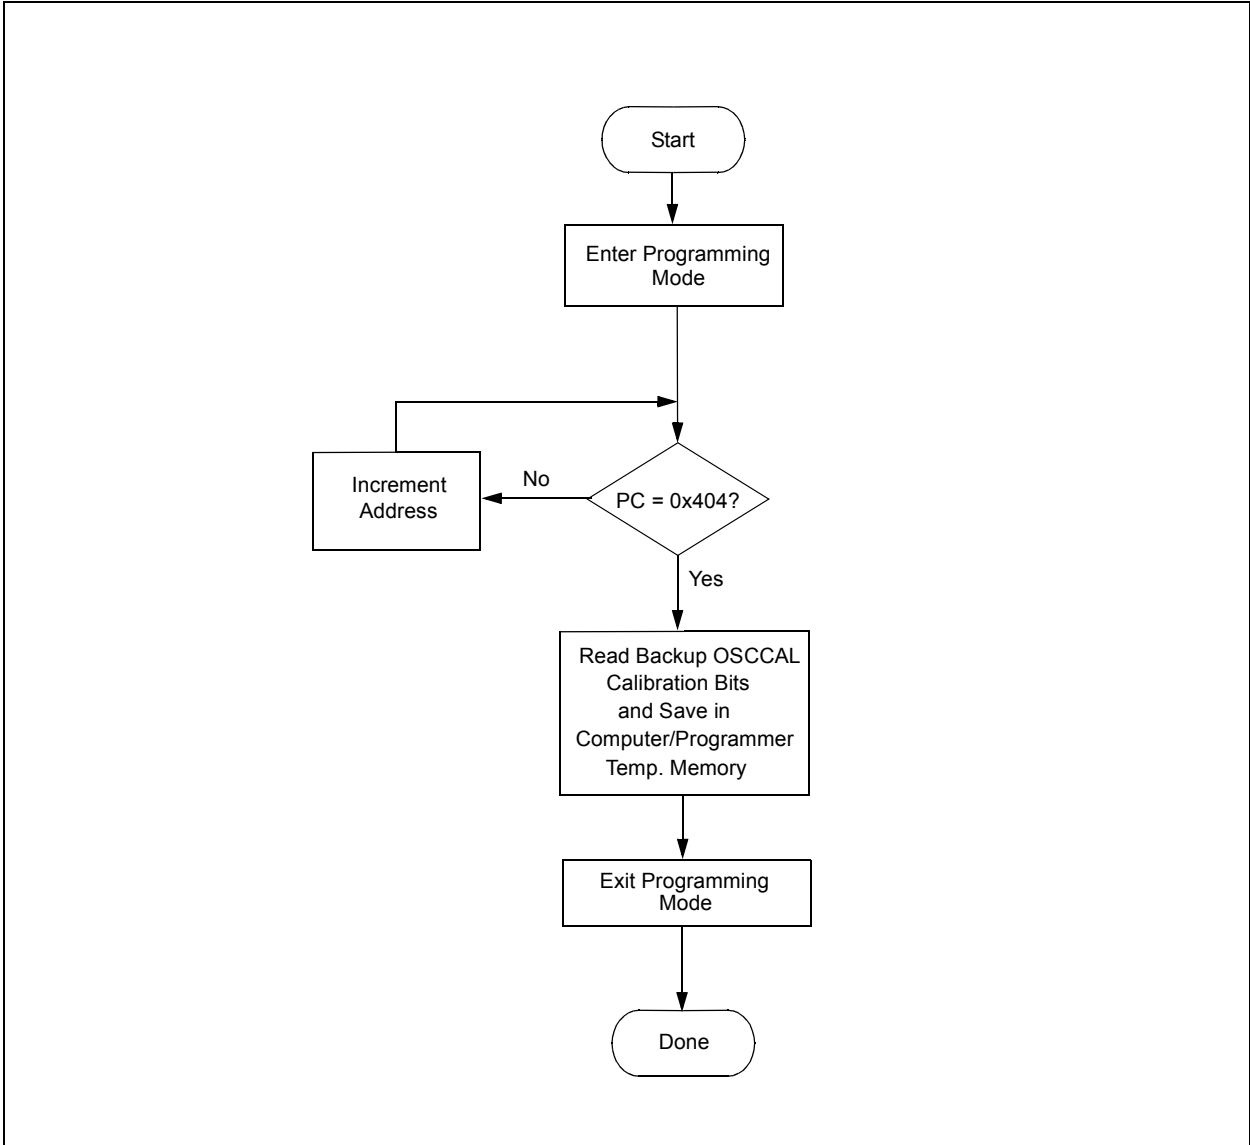 Start
Enter Programming
Mode
No
Increment
Address
PC = 0x404?
Yes
Read Backup OSCCAL
Calibration Bits
and Save in
Computer/Programmer
Temp. Memory
Exit Programming
Mode
Done